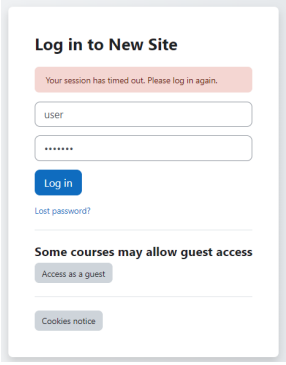 Log in to New Site
Your session has timed out. Please log in again.
user
•••••••
Log in
Lost password?
Some courses may allow guest access
Access as a guest
Cookies notice